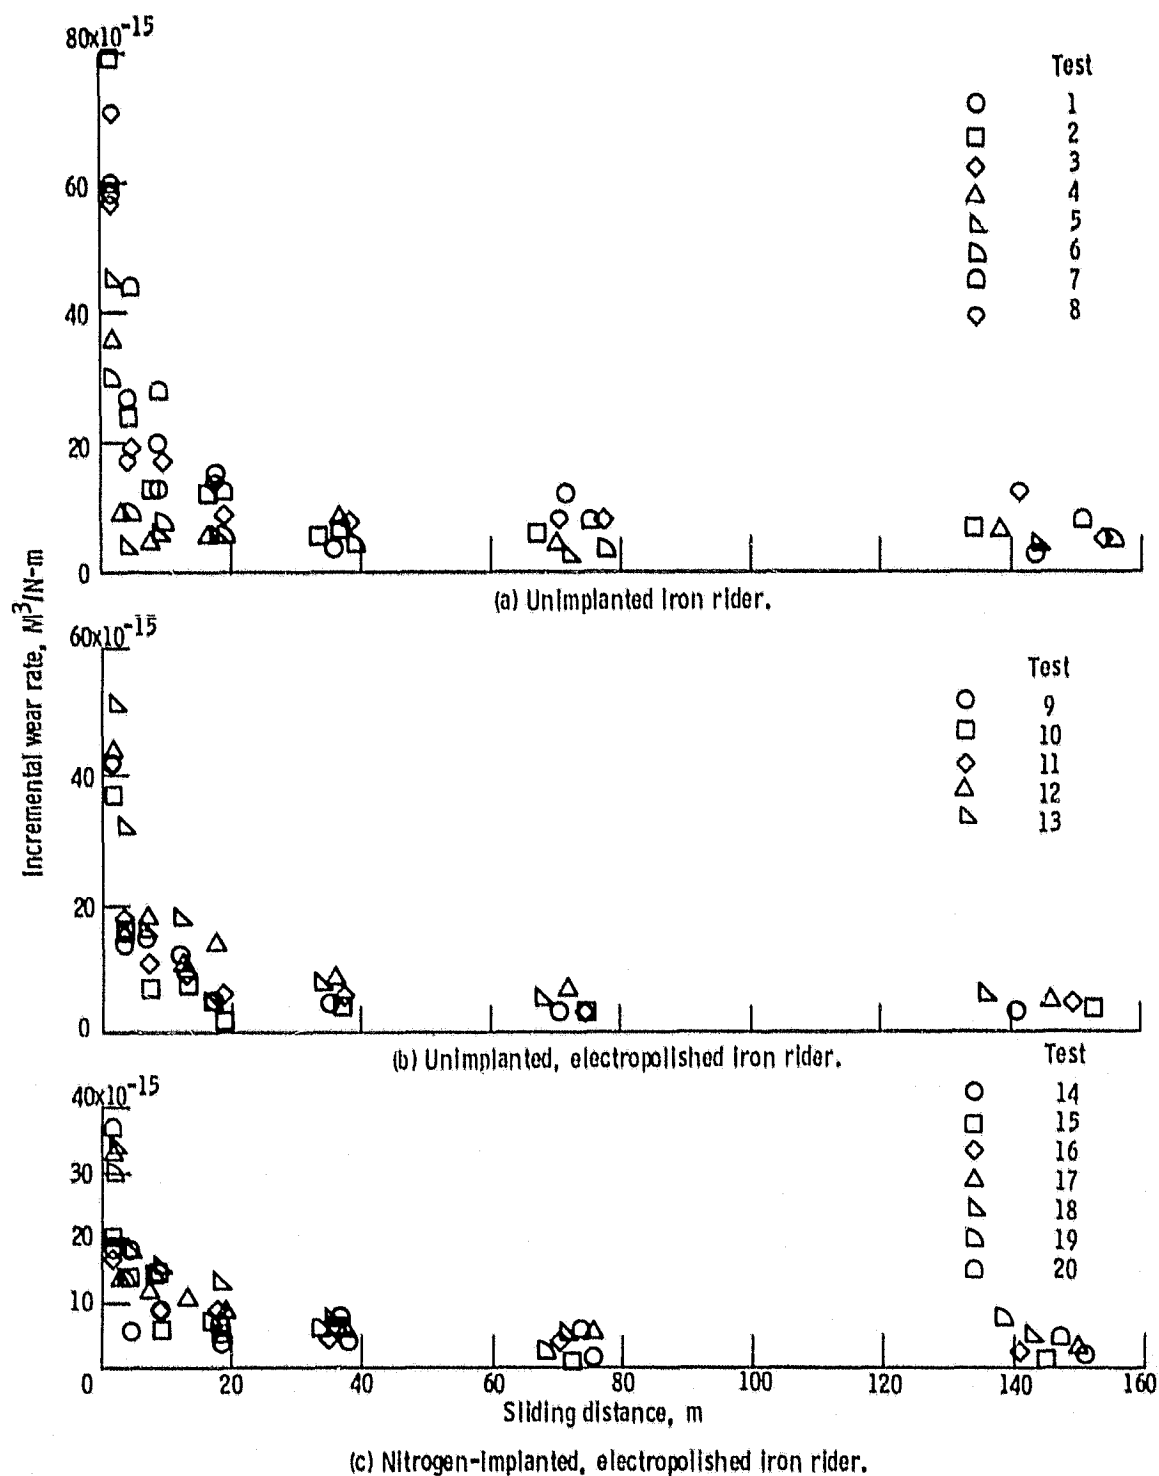 80x10-15
Test
1
2
3
4
5
6
7
8
60
40
20
0
(a) Unimplanted iron rider.
Incremental wear rate, M3/N-m
60x10-15
Test
9
10
11
12
13
40
20
0
(b) Unimplanted, electropolished iron rider.
Test
40x10-15
14
15
16
17
18
19
20
30
20
10
0 20 40 60 80 100 120 140 160
Sliding distance, m
(c) Nitrogen-implanted, electropolished iron rider.